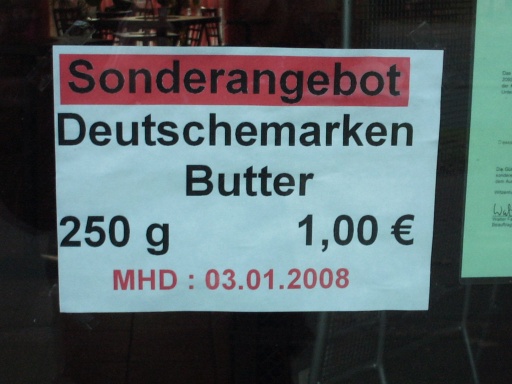 Sonderangebot
Deutschemarken
Butter
250 g 1,00 €
MHD : 03.01.2008